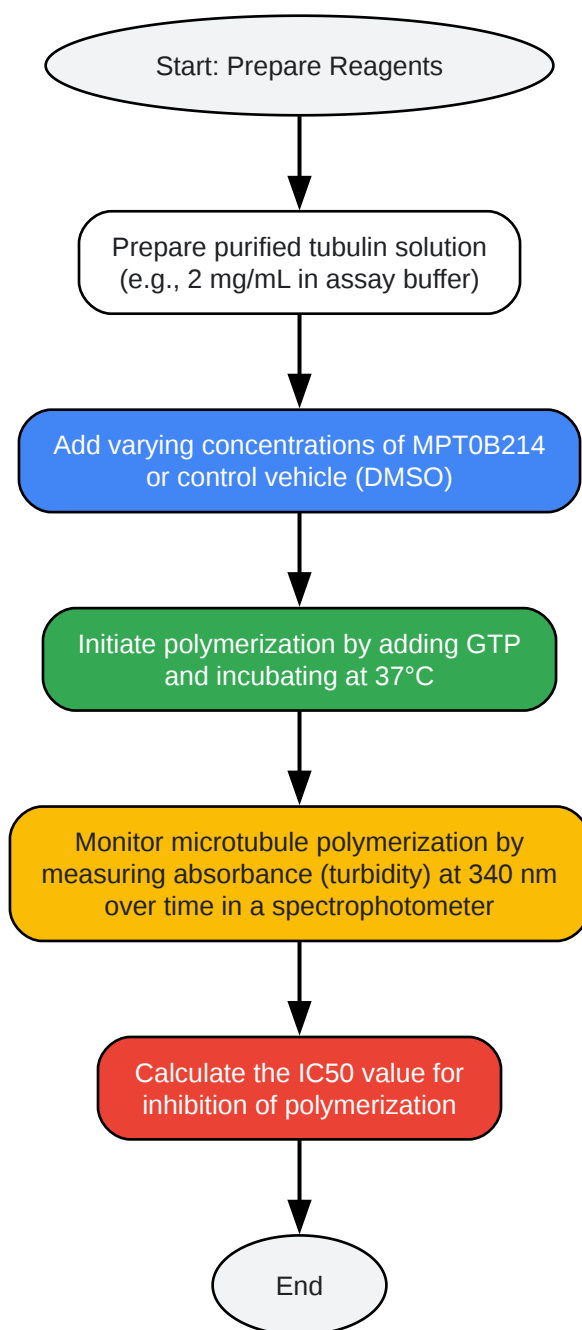 Start: Prepare Reagents
Prepare purified tubulin solution
(e.g., 2 mg/mL in assay buffer)
Add varying concentrations of MPT0B214
or control vehicle (DMSO)
Initiate polymerization by adding GTP
and incubating at 37°C
Monitor microtubule polymerization by
measuring absorbance (turbidity) at 340 nm
over time in a spectrophotometer
Calculate the IC50 value for
inhibition of polymerization
End